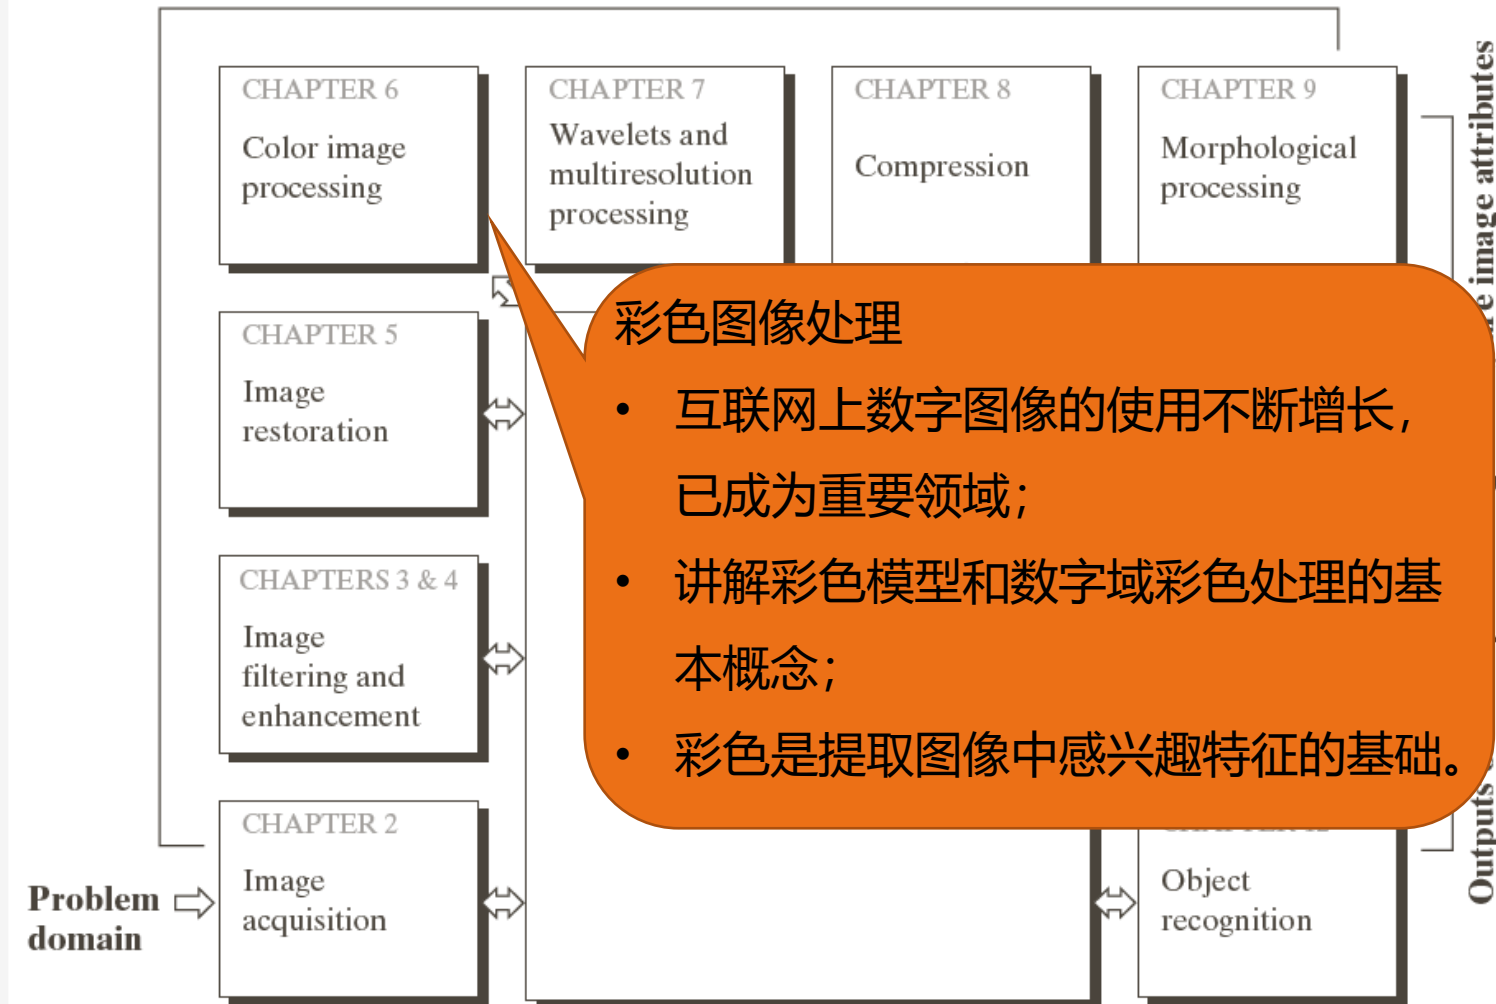 CHAPTER 6
Color image
processing
CHAPTER 7
Wavelets and
multiresolution
processing
CHAPTER 8
Compression
CHAPTER 9
Morphological
processing
CHAPTER 5
Image
restoration
CHAPTERS 3 & 4
Image
filtering and
enhancement
CHAPTER 2
Image
acquisition
Problem
domain
彩色图像处理
• 互联网上数字图像的使用不断增长，
已成为重要领域；
• 讲解彩色模型和数字域彩色处理的基
本概念；
• 彩色是提取图像中感兴趣特征的基础。
Object
recognition
Outputs
image attributes